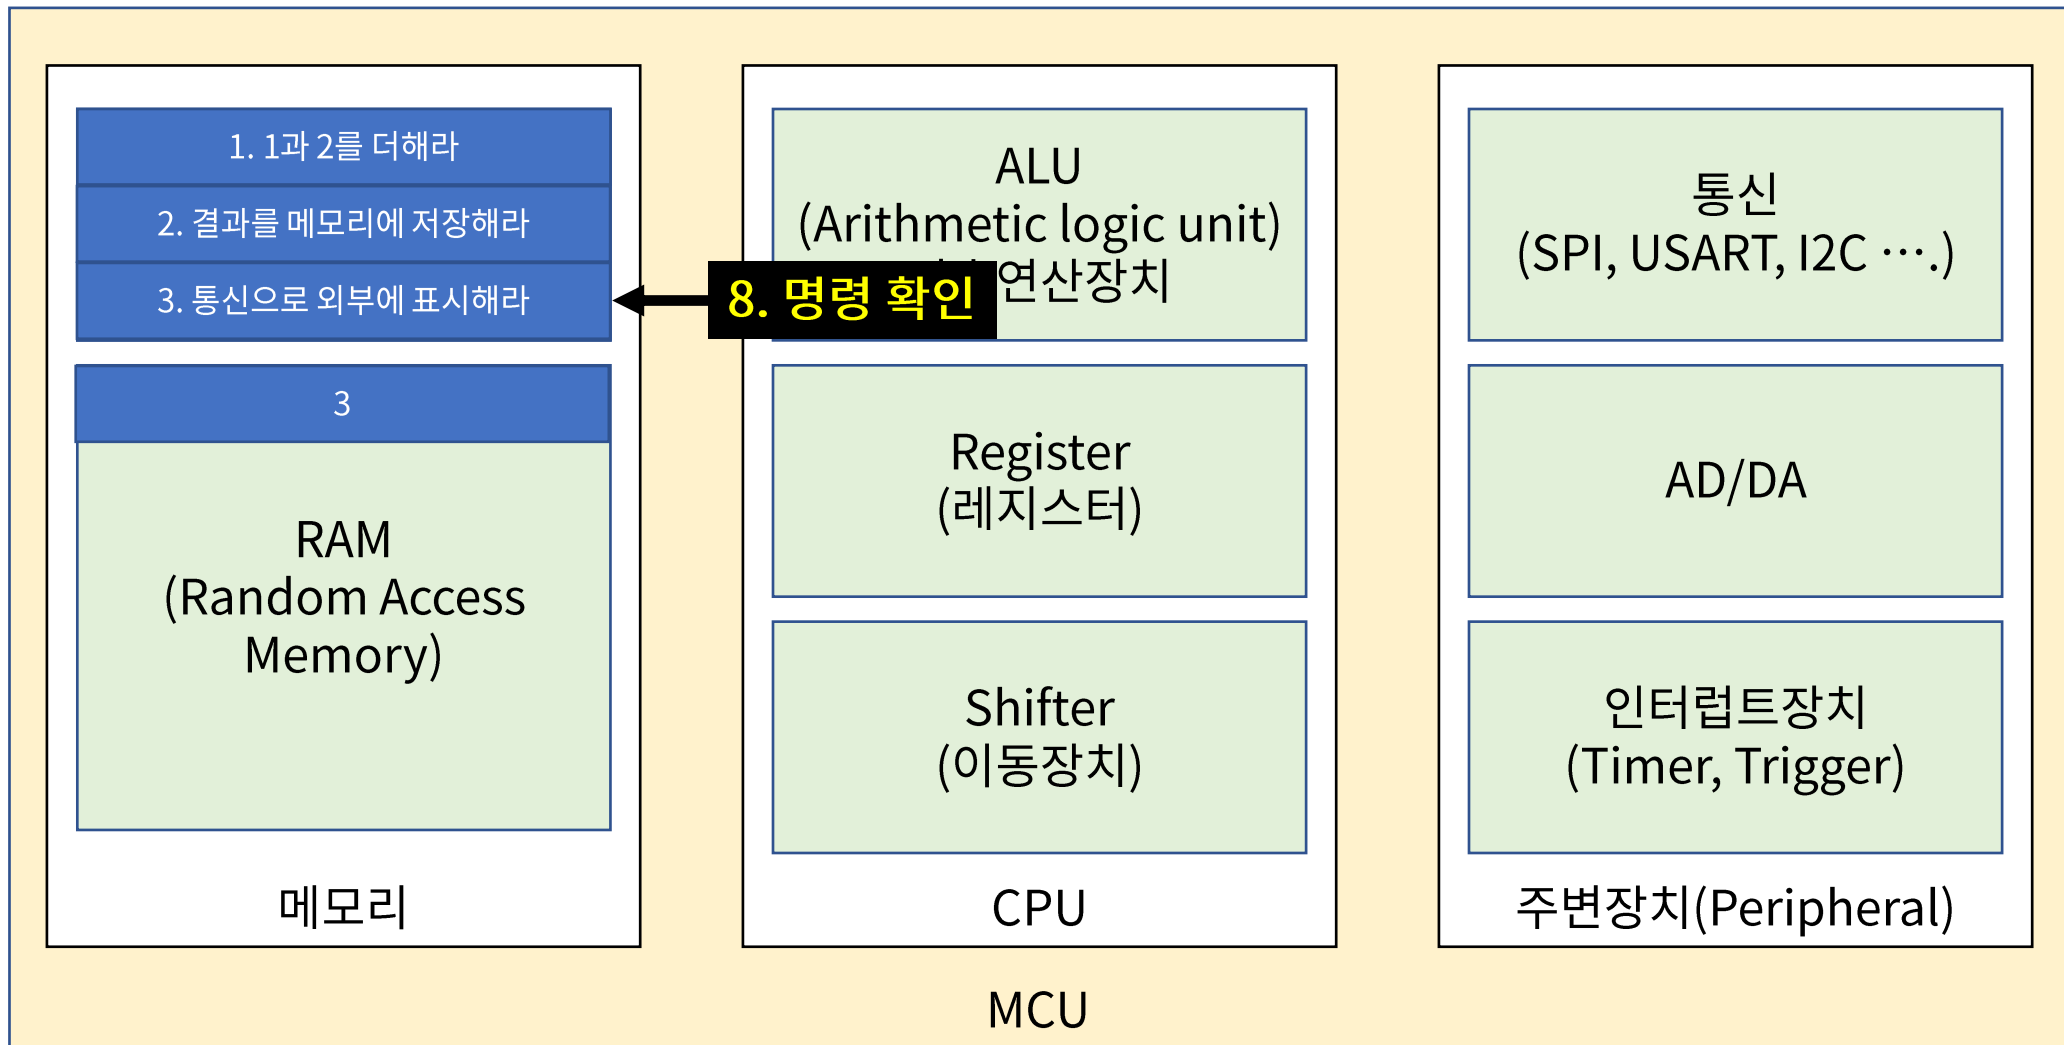 1. 1과 2를 더해라
2. 결과를 메모리에 저장해라
3. 통신으로 외부에 표시해라
3
RAM
(Random Access
Memory)
메모리
8. 명령 확인
ALU
(Arithmetic logic unit)
연산장치
Register
(레지스터)
Shifter
(이동장치)
CPU
통신
(SPI, USART, I2C ….)
AD/DA
인터럽트장치
(Timer, Trigger)
주변장치(Peripheral)
MCU